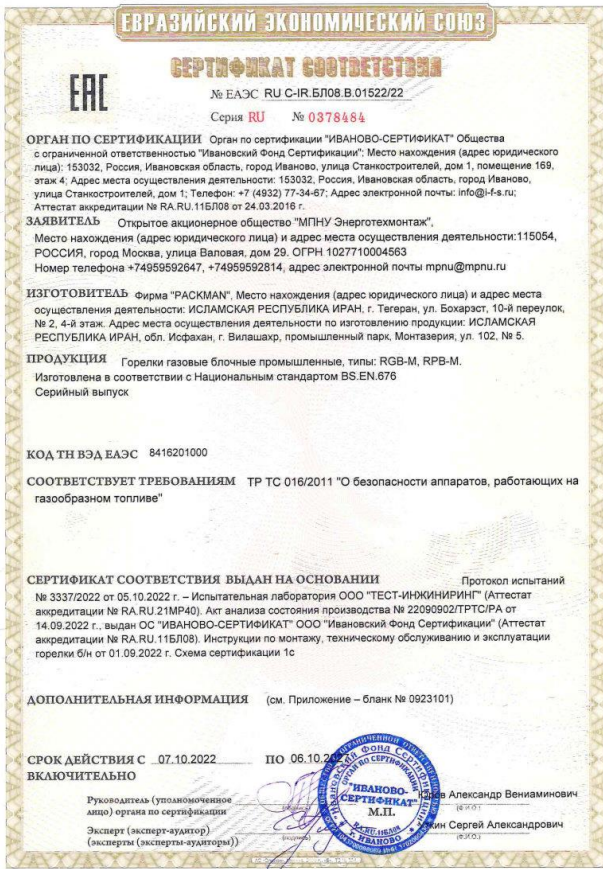 ЕВРАЗИЙСКИЙ ЭКОНОМИЧЕСКИЙ СОЮЗ
ЕАС
СЕРТИФИКАТ СООТВЕТСТВИЯ
№ ЕАЭС RU С-IR.БЛ08.В.01522/22
Серия RU № 0378484
ОРГАН ПО СЕРТИФИКАЦИИ Орган по сертификации "ИВАНОВО-СЕРТИФИКАТ" Общества
с ограниченной ответственностью "Ивановский Фонд Сертификации"; Место нахождения (адрес юридического
лица): 153032, Россия, Ивановская область, город Иваново, улица Станкостроителей, дом 1, помещение 169,
этаж 4; Адрес места осуществления деятельности: 153032, Россия, Ивановская область, город Иваново,
улица Станкостроителей, дом 1; Телефон: +7 (4932) 77-34-67; Адрес электронной почты: info@i-f-s.ru;
Аттестат аккредитации № RA.RU.11БЛ08 от 24.03.2016 г.
ЗАЯВИТЕЛЬ Открытое акционерное общество "МПНУ Энерготехмонтаж",
Место нахождения (адрес юридического лица) и адрес места осуществления деятельности:115054,
РОССИЯ, город Москва, улица Валовая, дом 29. ОГРН 1027710004563
Номер телефона +74959592647, +74959592814, адрес электронной почты mpnu@mpnu.ru
ИЗГОТОВИТЕЛЬ Фирма "PACKMAN", Место нахождения (адрес юридического лица) и адрес места
осуществления деятельности: ИСЛАМСКАЯ РЕСПУБЛИКА ИРАН, г. Тегеран, ул. Бохарэст, 10-й переулок,
№ 2, 4-й этаж. Адрес места осуществления деятельности по изготовлению продукции: ИСЛАМСКАЯ
РЕСПУБЛИКА ИРАН, обл. Исфахан, г. Вилашахр, промышленный парк, Монтазерия, ул. 102, № 5.
ПРОДУКЦИЯ Горелки газовые блочные промышленные, типы: RGB-M, RPB-M.
Изготовлена в соответствии с Национальным стандартом BS.EN.676
Серийный выпуск
КОД ТН ВЭД ЕАЭС 8416201000
СООТВЕТСТВУЕТ ТРЕБОВАНИЯМ ТР ТС 016/2011 "О безопасности аппаратов, работающих на
газообразном топливе"
СЕРТИФИКАТ СООТВЕТСТВИЯ ВЫДАН НА ОСНОВАНИИ Протокол испытаний
№ 3337/2022 от 05.10.2022 г. – Испытательная лаборатория ООО "ТЕСТ-ИНЖИНИРИНГ" (Аттестат
аккредитации № RA.RU.21МР40). Акт анализа состояния производства № 22090902/ТРТС/РА от
14.09.2022 г., выдан ОС "ИВАНОВО-СЕРТИФИКАТ" ООО "Ивановский Фонд Сертификации" (Аттестат
аккредитации № RA.RU.11БЛ08). Инструкции по монтажу, техническому обслуживанию и эксплуатации
горелки б/н от 01.09.2022 г. Схема сертификации 1с
ДОПОЛНИТЕЛЬНАЯ ИНФОРМАЦИЯ (см. Приложение – бланк № 0923101)
СРОК ДЕЙСТВИЯ С 07.10.2022 ПО 06.10.
ВКЛЮЧИТЕЛЬНО
Руководитель (уполномоченное
лицо) органа по сертификации
(подпись)
Александр Вениаминович
(Ф.И.О.)
Эксперт (эксперт-аудитор)
(эксперты (эксперты-аудиторы))
(подпись)
Сергей Александрович
(Ф.И.О.)
Ивановский Фонд Сертификации
ОРГАН ПО СЕРТИФИКАЦИИ
"ИВАНОВО-
СЕРТИФИКАТ"
М.П.
RA.RU.11БЛ08
г. ИВАНОВО